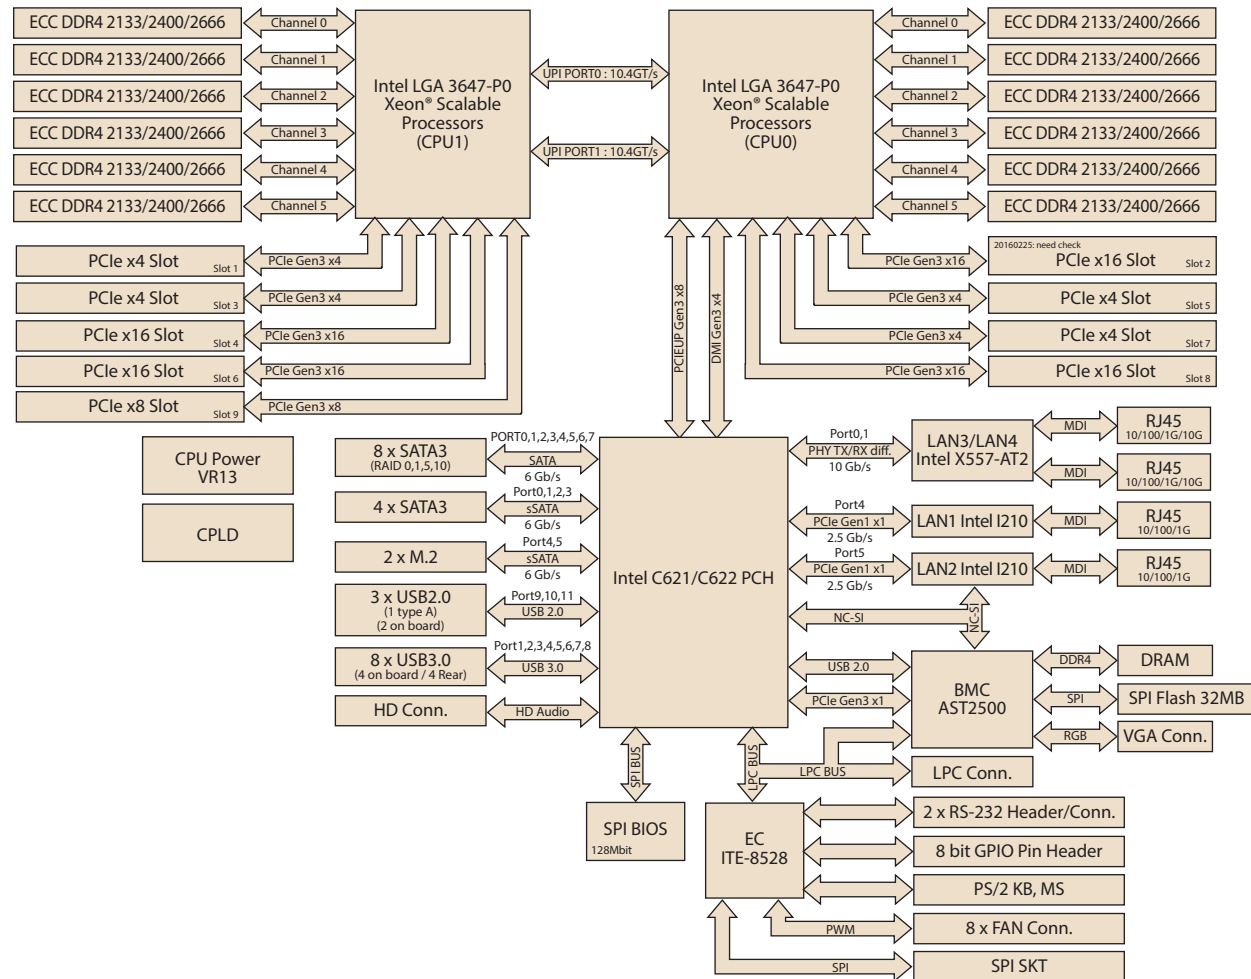 ECC DDR4 2133/2400/2666
Channel 0
ECC DDR4 2133/2400/2666
Channel 1
ECC DDR4 2133/2400/2666
Channel 2
ECC DDR4 2133/2400/2666
Channel 3
ECC DDR4 2133/2400/2666
Channel 4
ECC DDR4 2133/2400/2666
Channel 5
Intel LGA 3647-P0
Xeon® Scalable
Processors
(CPU1)
UPI PORT0 : 10.4GT/s
UPI PORT1 : 10.4GT/s
Intel LGA 3647-P0
Xeon® Scalable
Processors
(CPU0)
Channel 0
ECC DDR4 2133/2400/2666
Channel 1
ECC DDR4 2133/2400/2666
Channel 2
ECC DDR4 2133/2400/2666
Channel 3
ECC DDR4 2133/2400/2666
Channel 4
ECC DDR4 2133/2400/2666
Channel 5
ECC DDR4 2133/2400/2666
PCIe x4 Slot
Slot 1
PCIe Gen3 x4
PCIe x4 Slot
Slot 3
PCIe Gen3 x4
PCIe x16 Slot
Slot 4
PCIe Gen3 x16
PCIe x16 Slot
Slot 6
PCIe Gen3 x16
PCIe x8 Slot
Slot 9
PCIe Gen3 x8
PCIEUP Gen3 x8
DMI Gen3 x4
PCIe Gen3 x16
20160225: need check
PCIe x16 Slot
Slot 2
PCIe Gen3 x4
PCIe x4 Slot
Slot 5
PCIe Gen3 x4
PCIe x4 Slot
Slot 7
PCIe Gen3 x16
PCIe x16 Slot
Slot 8
CPU Power
VR13
CPLD
8 x SATA3
(RAID 0,1,5,10)
PORT0,1,2,3,4,5,6,7
SATA
6 Gb/s
4 x SATA3
Port0,1,2,3
sSATA
6 Gb/s
2 x M.2
Port4,5
sSATA
6 Gb/s
3 x USB2.0
(1 type A)
(2 on board)
Port9,10,11
USB 2.0
8 x USB3.0
(4 on board / 4 Rear)
Port1,2,3,4,5,6,7,8
USB 3.0
HD Conn.
HD Audio
Intel C621/C622 PCH
Port0,1
PHY TX/RX diff.
10 Gb/s
LAN3/LAN4
Intel X557-AT2
MDI
RJ45
10/100/1G/10G
MDI
RJ45
10/100/1G/10G
Port4
PCIe Gen1 x1
2.5 Gb/s
LAN1 Intel I210
MDI
RJ45
10/100/1G
Port5
PCIe Gen1 x1
2.5 Gb/s
LAN2 Intel I210
MDI
RJ45
10/100/1G
NC-SI
NC-SI
USB 2.0
PCIe Gen3 x1
BMC
AST2500
DDR4
DRAM
SPI
SPI Flash 32MB
RGB
VGA Conn.
SPI BUS
LPC BUS
LPC BUS
LPC Conn.
SPI BIOS
128Mbit
EC
ITE-8528
2 x RS-232 Header/Conn.
8 bit GPIO Pin Header
PS/2 KB, MS
PWM
8 x FAN Conn.
SPI
SPI SKT